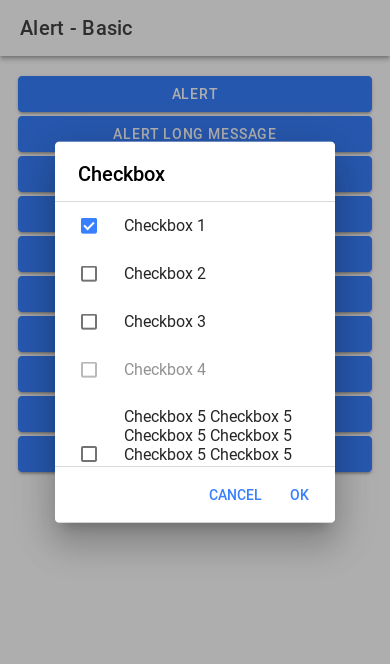 Alert - Basic
ALERT
ALERT LONG MESSAGE
Checkbox
Checkbox 1
Checkbox 2
Checkbox 3
Checkbox 4
Checkbox 5 Checkbox 5
Checkbox 5 Checkbox 5
Checkbox 5 Checkbox 5
CANCEL
OK